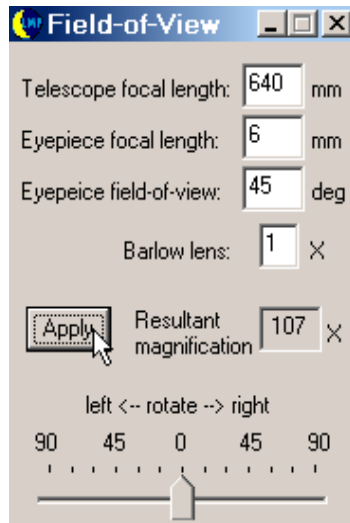 Field-of-View
Telescope focal length: 640 mm
Eyepiece focal length: 6 mm
Eyepeice field-of-view: 45 deg
Barlow lens: 1 X
Apply Resultant magnification 107 X
left <-- rotate --> right
90 45 0 45 90